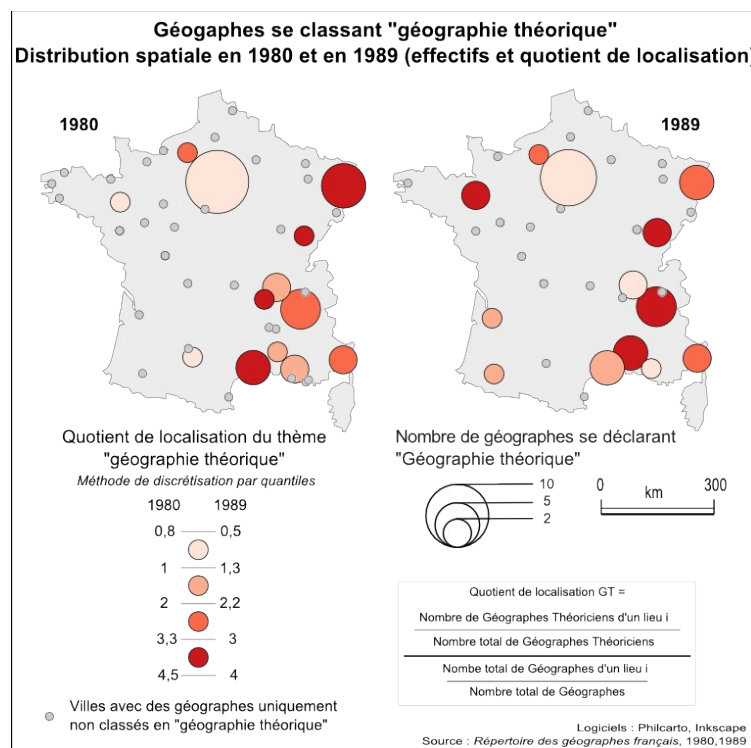 Géogaphes se classant "géographie théorique"
Distribution spatiale en 1980 et en 1989 (effectifs et quotient de localisation)
1980
1989
Quotient de localisation du thème
"géographie théorique"
Méthode de discrétisation par quantiles
1980 1989
0,8 0,5
1 1,3
2 2,2
3,3 3
4,5 4
Villes avec des géographes uniquement
non classés en "géographie théorique"
Nombre de géographes se déclarant
"Géographie théorique"
10
5
2
0 300
km
Quotient de localisation GT =
Nombre de Géographes Théoriciens d'un lieu i
Nombre total de Géographes Théoriciens
Nombe total de Géographes d'un lieu i
Nombre total de Géographes
Logiciels : Philcarto, Inkscape
Source : Répertoire des géographes français, 1980,1989